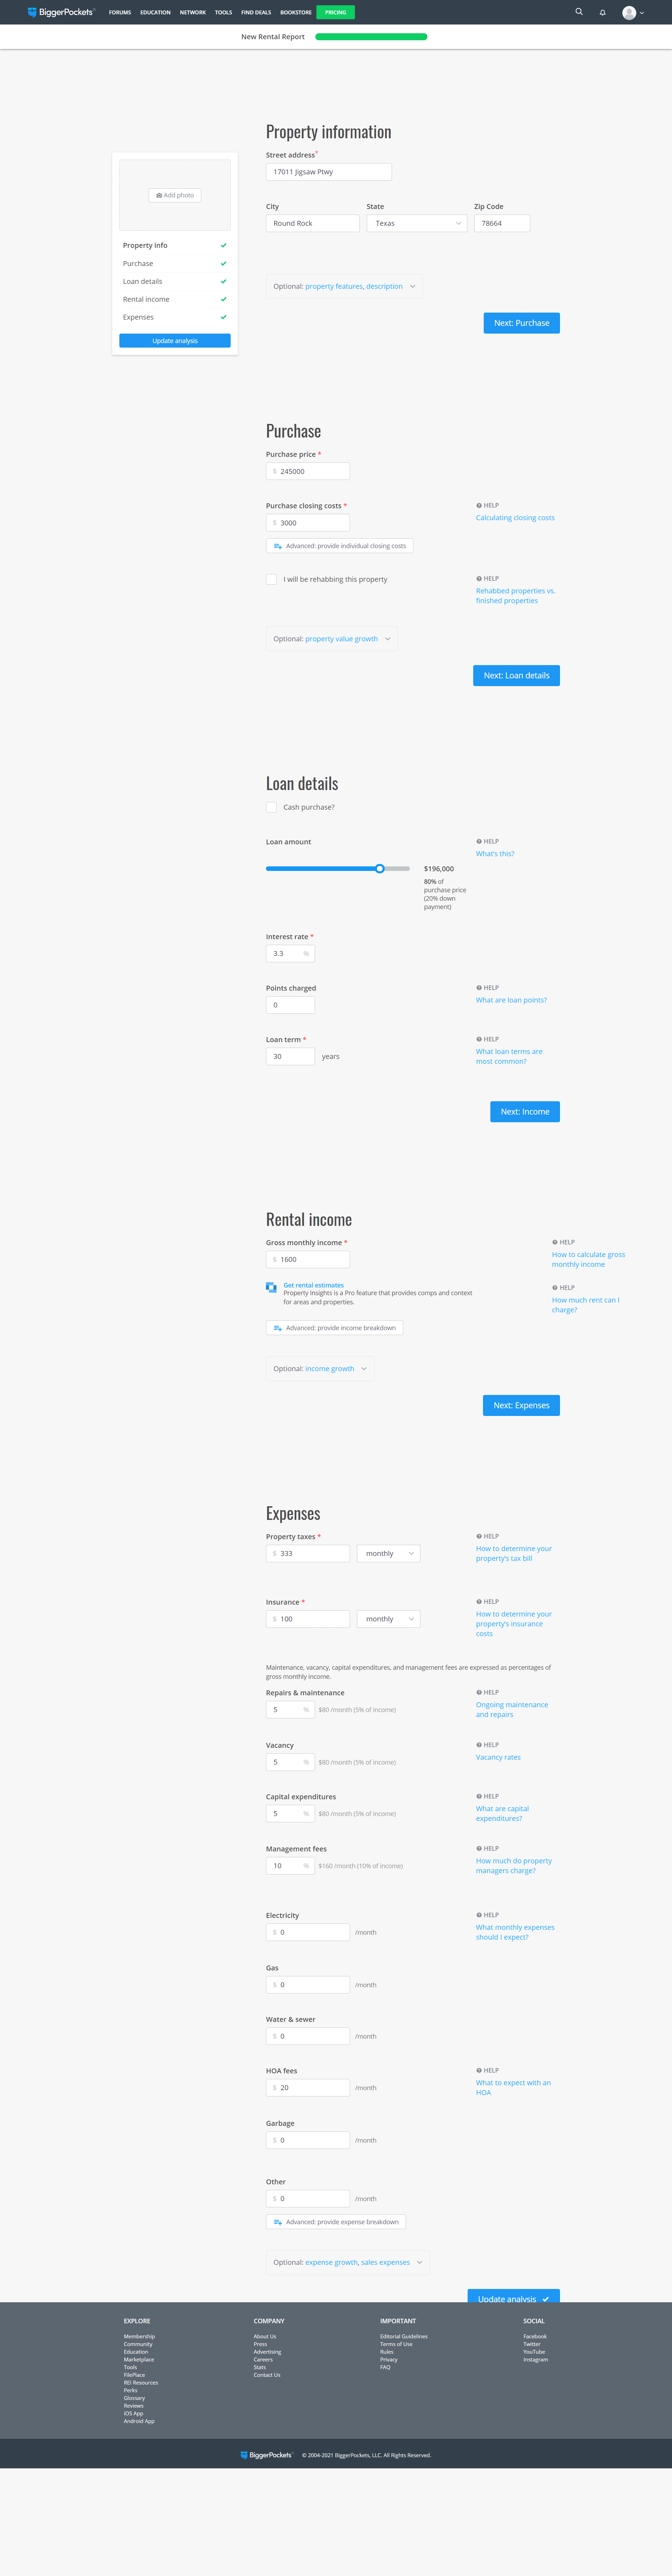 BiggerPockets FORUMS EDUCATION NETWORK TOOLS FIND DEALS BOOKSTORE PRICING
New Rental Report
Add photo
Property Info
Purchase
Loan details
Rental income
Expenses
Update analysis
Property information
Street address*
17011 Jigsaw Ptwy
City State Zip Code
Round Rock Texas 78664
Optional: property features, description
Next: Purchase
Purchase
Purchase price *
$ 245000
Purchase closing costs *
$ 3000
HELP
Calculating closing costs
Advanced: provide individual closing costs
I will be rehabbing this property
HELP
Rehabbed properties vs.
finished properties
Optional: property value growth
Next: Loan details
Loan details
Cash purchase?
Loan amount
HELP
What's this?
$196,000
80% of
purchase price
(20% down
payment)
Interest rate *
3.3 %
Points charged
0
HELP
What are loan points?
Loan term *
30 years
HELP
What loan terms are
most common?
Next: Income
Rental income
Gross monthly income *
$ 1600
HELP
How to calculate gross
monthly income
Get rental estimates
Property Insights is a Pro feature that provides comps and context
for areas and properties.
HELP
How much rent can I
charge?
Advanced: provide income breakdown
Optional: income growth
Next: Expenses
Expenses
Property taxes *
$ 333 monthly
HELP
How to determine your
property's tax bill
Insurance *
$ 100 monthly
HELP
How to determine your
property's insurance
costs
Maintenance, vacancy, capital expenditures, and management fees are expressed as percentages of
gross monthly income.
Repairs & maintenance
5 % $80 /month (5% of income)
HELP
Ongoing maintenance
and repairs
Vacancy
5 % $80 /month (5% of income)
HELP
Vacancy rates
Capital expenditures
5 % $80 /month (5% of income)
HELP
What are capital
expenditures?
Management fees
10 % $160 /month (10% of income)
HELP
How much do property
managers charge?
Electricity
$ 0 /month
HELP
What monthly expenses
should I expect?
Gas
$ 0 /month
Water & sewer
$ 0 /month
HOA fees
$ 20 /month
HELP
What to expect with an
HOA
Garbage
$ 0 /month
Other
$ 0 /month
Advanced: provide expense breakdown
Optional: expense growth, sales expenses
Update analysis
EXPLORE
Membership
Community
Education
Marketplace
Tools
FilePlace
REI Resources
Perks
Glossary
Reviews
iOS App
Android App
COMPANY
About Us
Press
Advertising
Careers
Stats
Contact Us
IMPORTANT
Editorial Guidelines
Terms of Use
Rules
Privacy
FAQ
SOCIAL
Facebook
Twitter
YouTube
Instagram
BiggerPockets © 2004-2021 BiggerPockets, LLC. All Rights Reserved.